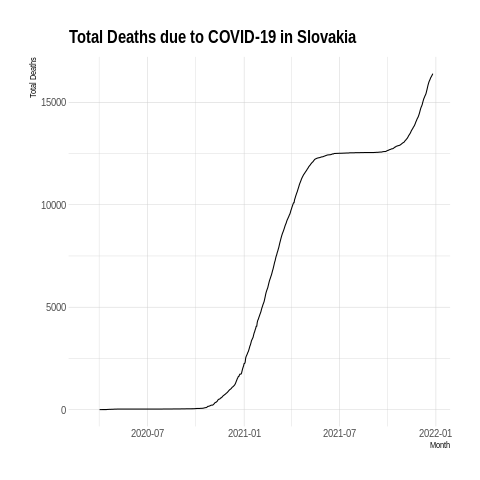 Total Deaths due to COVID-19 in Slovakia
Total Deaths
15000
10000
5000
0
2020-07 2021-01 2021-07 2022-01
Month